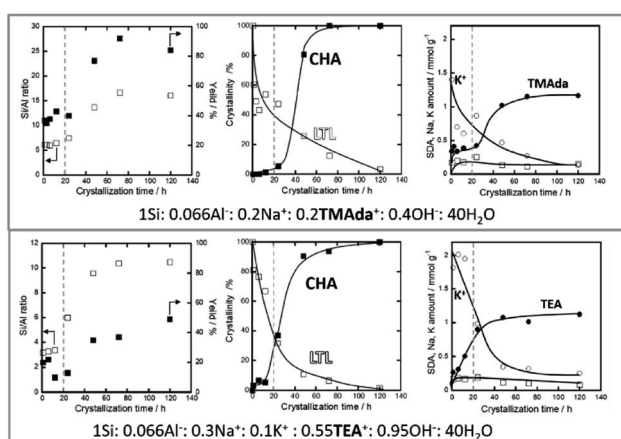 Si/Al ratio
30
25
20
15
10
5
0
0 20 40 60 80 100 120 140
Crystallization time / h
100
80
60
40
20
0
Yeild / %
Crystallinity /%
100
80
60
40
20
0
CHA
LTL
0 20 40 60 80 100 120 140
Crystallization time / h
SDA, Na, K amount / mmol g⁻¹
2
1.5
1
0.5
0
K⁺
TMAda
0 20 40 60 80 100 120 140
Crystallization time / h
1Si: 0.066Al⁻: 0.2Na⁺: 0.2TMAda⁺: 0.4OH⁻: 40H₂O
Si/Al ratio
12
10
8
6
4
2
0
0 20 40 60 80 100 120 140
Crystallization time / h
100
80
60
40
20
0
Yeild / %
Crystallinity /%
100
80
60
40
20
0
CHA
LTL
0 20 40 60 80 100 120 140
Crystallization time / h
SDA, Na, K amount / mmol g⁻¹
2
1.5
1
0.5
0
K⁺
TEA
0 20 40 60 80 100 120 140
Crystallization time / h
1Si: 0.066Al⁻: 0.3Na⁺: 0.1K⁺ : 0.55TEA⁺: 0.95OH⁻: 40H₂O